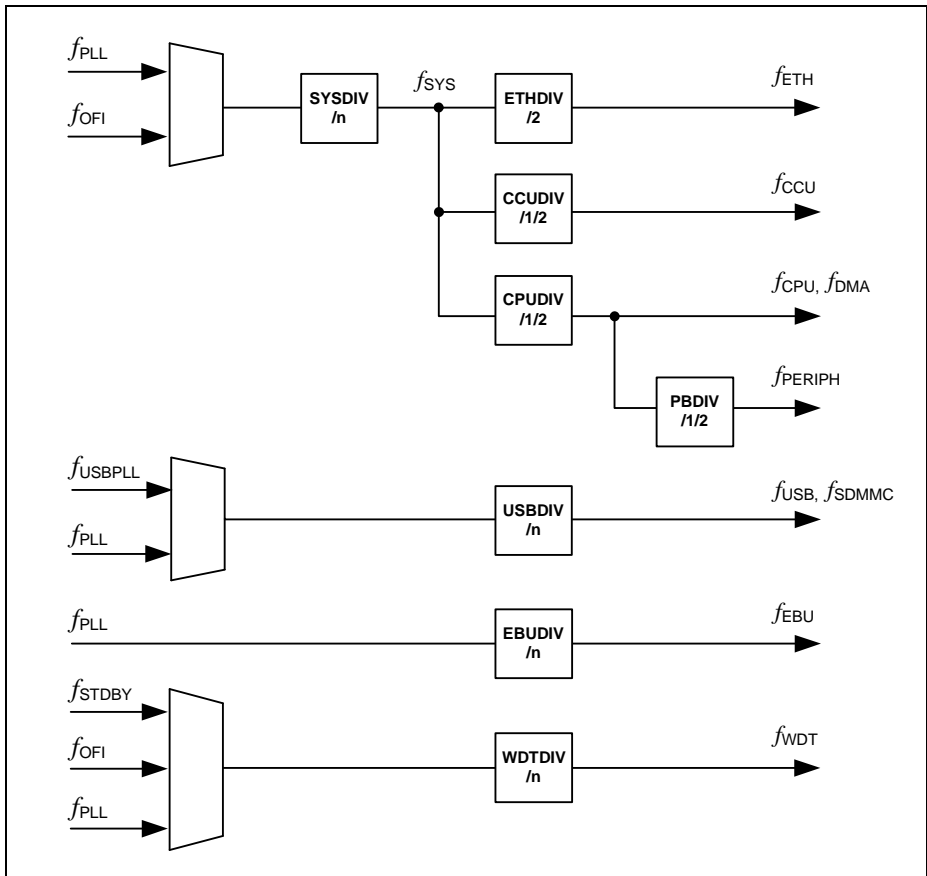 fPLL
fOFI
SYSDIV
/n
fSYS
ETHDIV
/2
fETH
CCUDIV
/1/2
fCCU
CPUDIV
/1/2
fCPU, fDMA
PBDIV
/1/2
fPERIPH
fUSBPLL
fPLL
USBDIV
/n
fUSB, fSDMMC
fPLL
EBUDIV
/n
fEBU
fSTDBY
fOFI
fPLL
WDTDIV
/n
fWDT